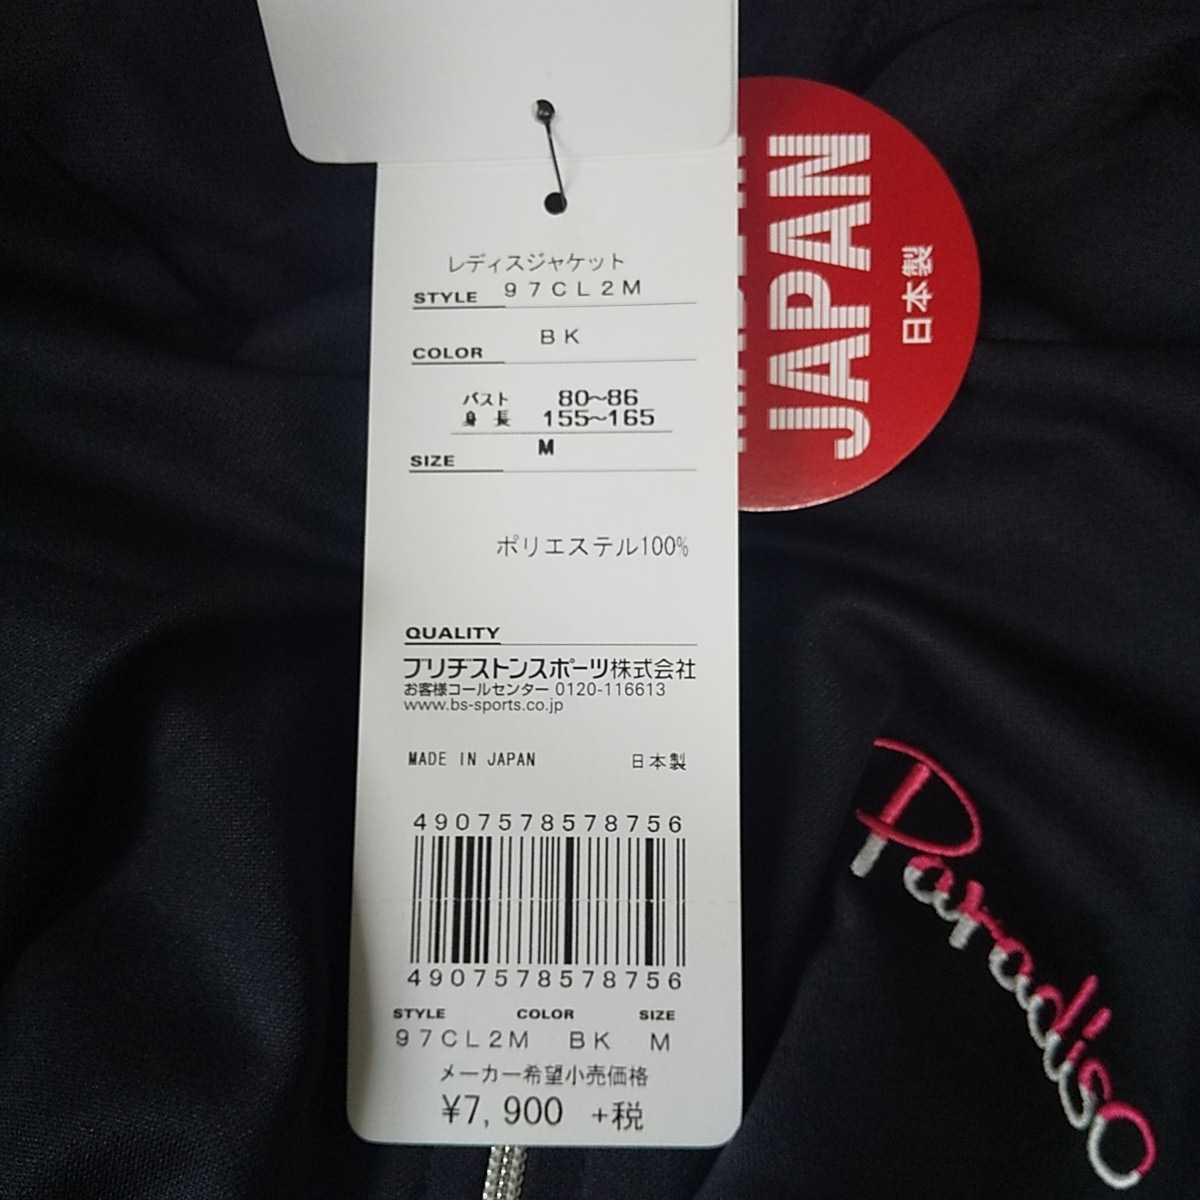 レディスジャケット
STYLE 97CL2M
COLOR BK
バスト 80~86
身長 155~165
SIZE M
ポリエステル100%
QUALITY
ブリヂストンスポーツ株式会社
お客様コールセンター 0120-116613
www.bs-sports.co.jp
MADE IN JAPAN 日本製
4907578578756
4907578578756
STYLE COLOR SIZE
97CL2M BK M
メーカー希望小売価格
¥7,900 +税
JAPAN
日本製
Paradiso